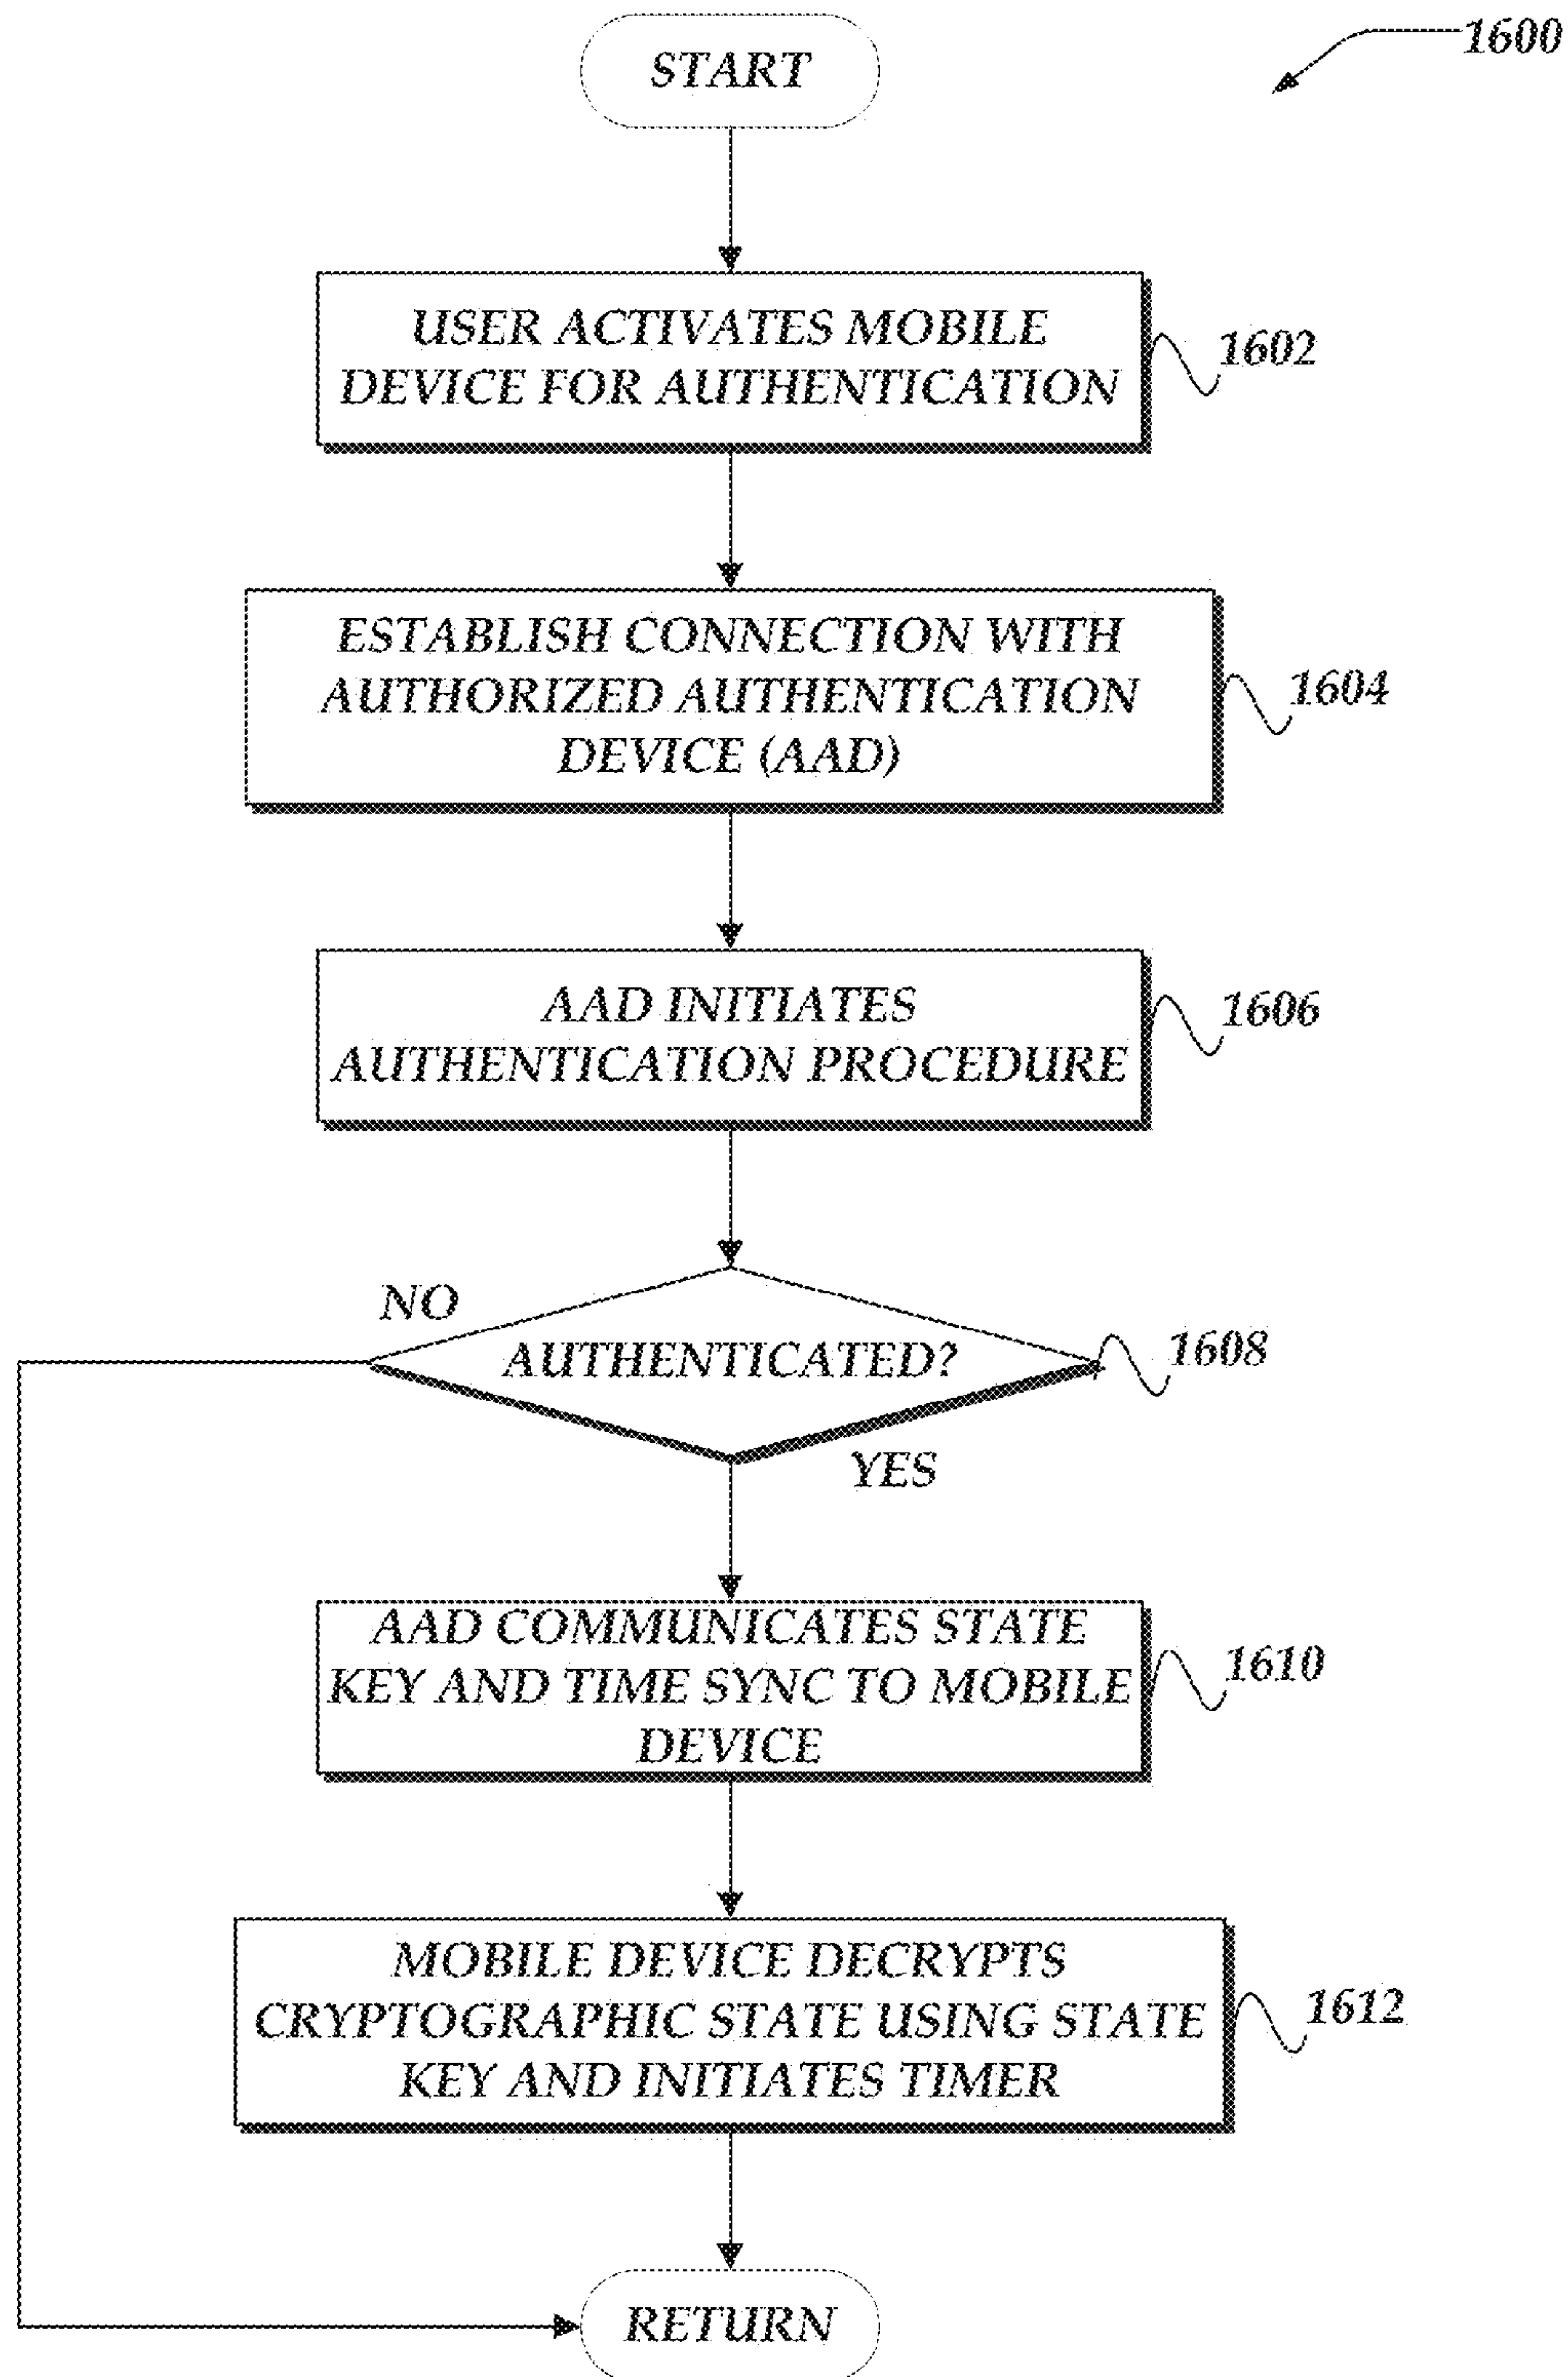 START
1600
USER ACTIVATES MOBILE
DEVICE FOR AUTHENTICATION
1602
ESTABLISH CONNECTION WITH
AUTHORIZED AUTHENTICATION
DEVICE (AAD)
1604
AAD INITIATES
AUTHENTICATION PROCEDURE
1606
NO
AUTHENTICATED?
1608
YES
AAD COMMUNICATES STATE
KEY AND TIME SYNC TO MOBILE
DEVICE
1610
MOBILE DEVICE DECRYPTS
CRYPTOGRAPHIC STATE USING STATE
KEY AND INITIATES TIMER
1612
RETURN